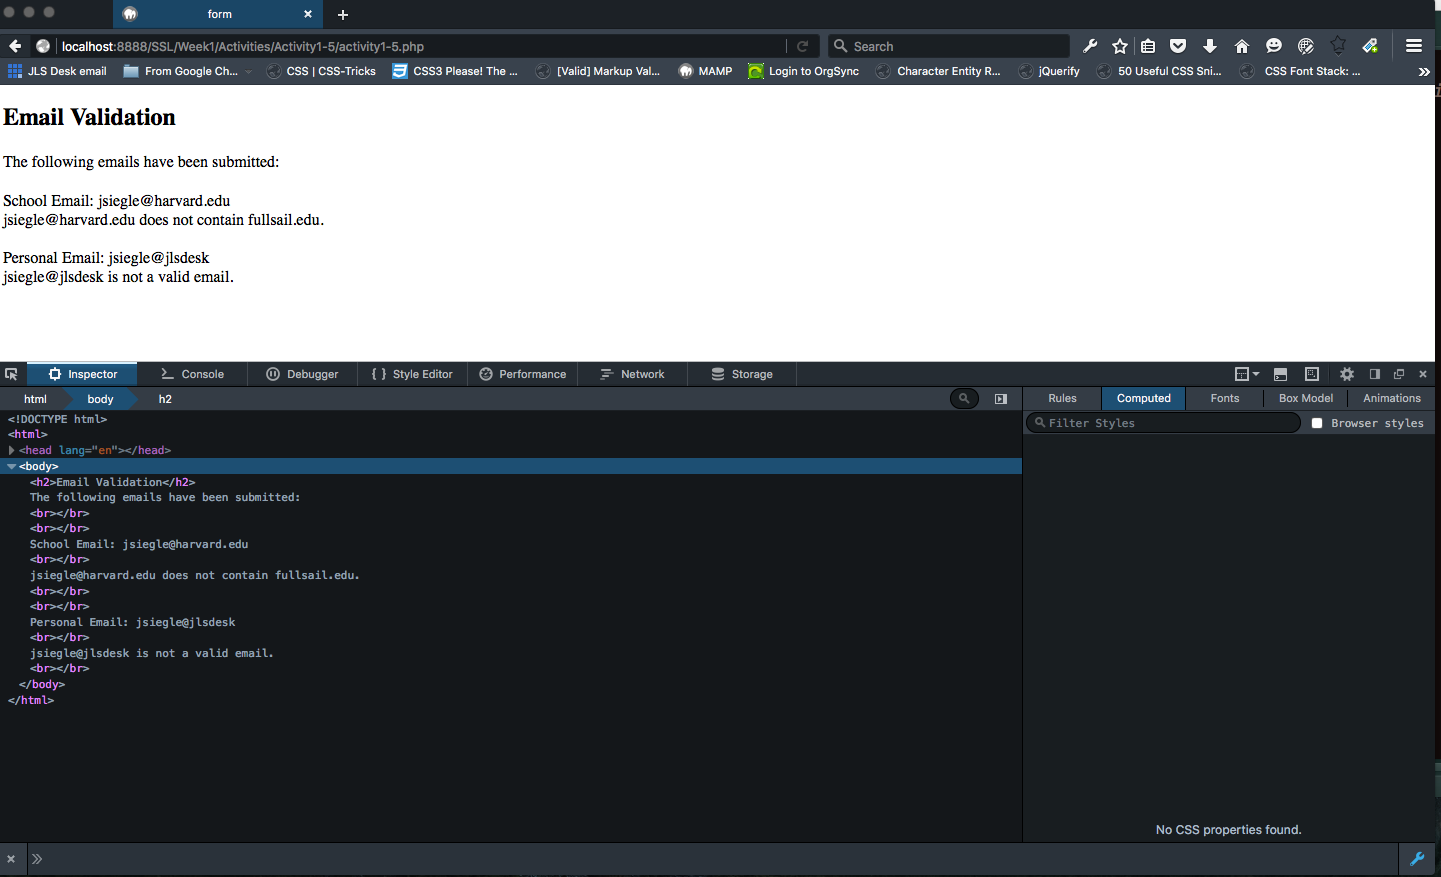 form
localhost:8888/SSL/Week1/Activities/Activity1-5/activity1-5.php
Search
JLS Desk email
From Google Ch...
CSS | CSS-Tricks
CSS3 Please! The ...
[Valid] Markup Val...
MAMP
Login to OrgSync
Character Entity R...
jQuerify
50 Useful CSS Sni...
CSS Font Stack: ...
Email Validation
The following emails have been submitted:
School Email: jsiegle@harvard.edu
jsiegle@harvard.edu does not contain fullsail.edu.
Personal Email: jsiegle@jlsdesk
jsiegle@jlsdesk is not a valid email.
Inspector
Console
Debugger
Style Editor
Performance
Network
Storage
html
body
h2
Rules
Computed
Fonts
Box Model
Animations
Filter Styles
Browser styles
<!DOCTYPE html>
<html>
<head lang="en"></head>
<body>
<h2>Email Validation</h2>
The following emails have been submitted:
<br></br>
<br></br>
School Email: jsiegle@harvard.edu
<br></br>
jsiegle@harvard.edu does not contain fullsail.edu.
<br></br>
<br></br>
Personal Email: jsiegle@jlsdesk
<br></br>
jsiegle@jlsdesk is not a valid email.
<br></br>
</body>
</html>
No CSS properties found.